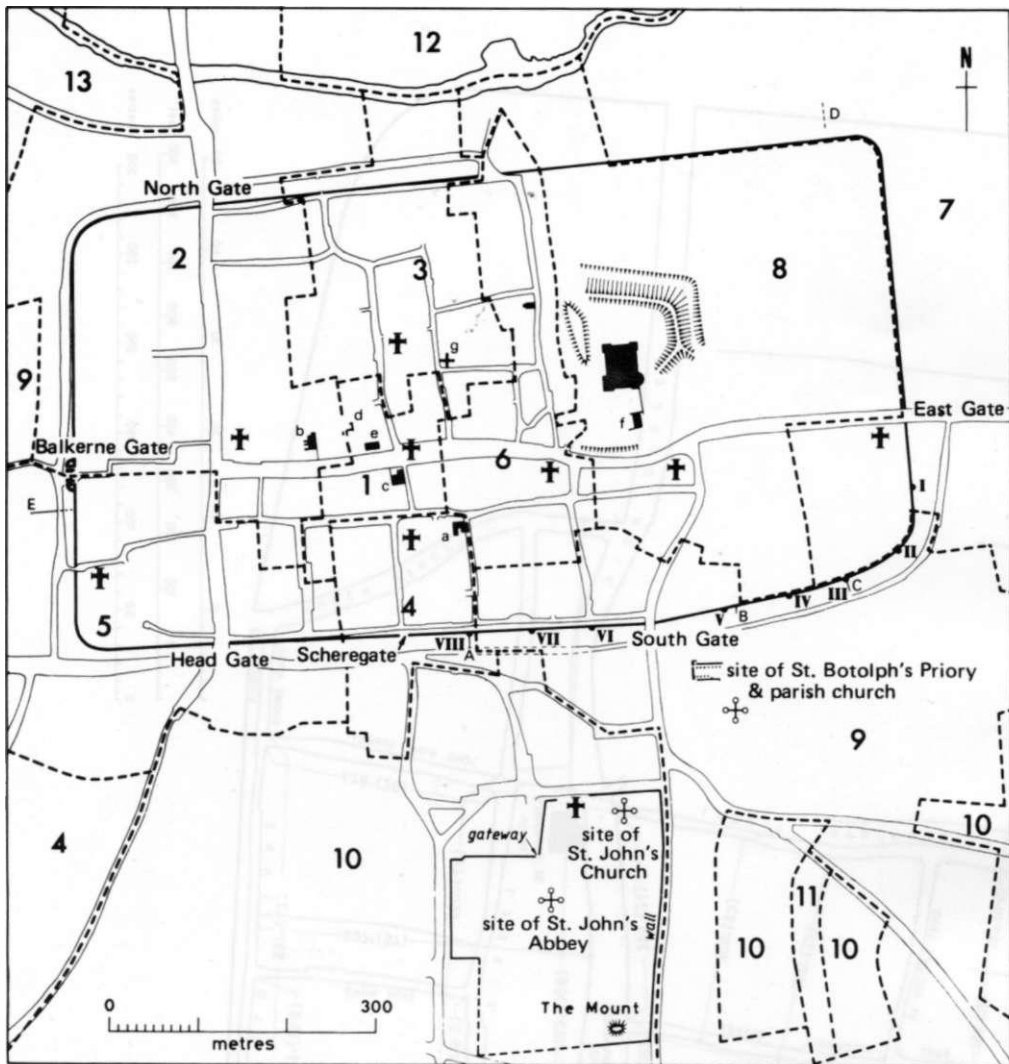 12
13
N
D
North Gate
7
2
3
8
9
g
East Gate
d
b
e
f
Balkerne Gate
6
1
c
I
E
a
II
III
C
IV
4
V
B
5
VIII
VII
VI
South Gate
Head Gate
Scheregate
A
site of St. Botolph's Priory
& parish church
9
10
4
10
gateway
site of
St. John's
Church
11
site of St. John's
Abbey
wall
10
10
0
300
metres
The Mount